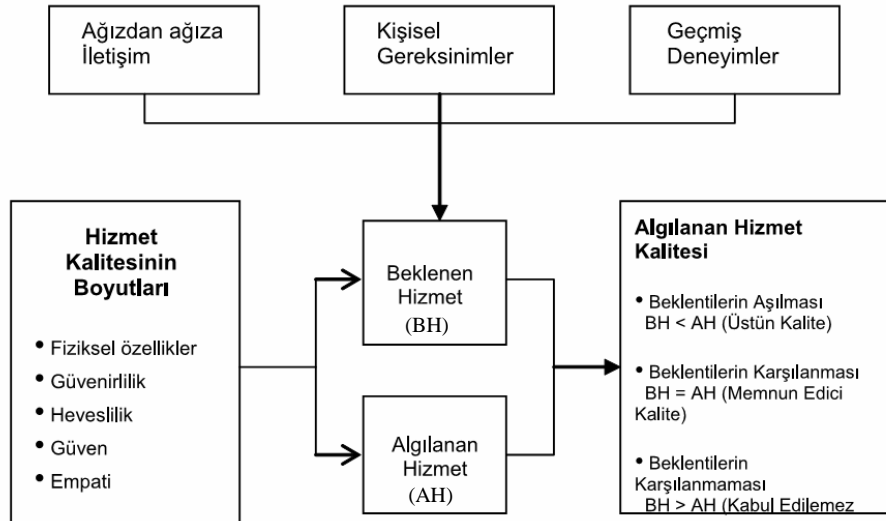 Ağızdan ağıza
İletişim
Kişisel
Gereksinimler
Geçmiş
Deneyimler
Hizmet
Kalitesinin
Boyutları
• Fiziksel özellikler
• Güvenirlilik
• Heveslilik
• Güven
• Empati
Beklenen
Hizmet
(BH)
Algılanan
Hizmet
(AH)
Algılanan Hizmet
Kalitesi
• Beklentilerin Aşılması
BH < AH (Üstün Kalite)
• Beklentilerin Karşılanması
BH = AH (Memnun Edici
Kalite)
• Beklentilerin
Karşılanmaması
BH > AH (Kabul Edilemez